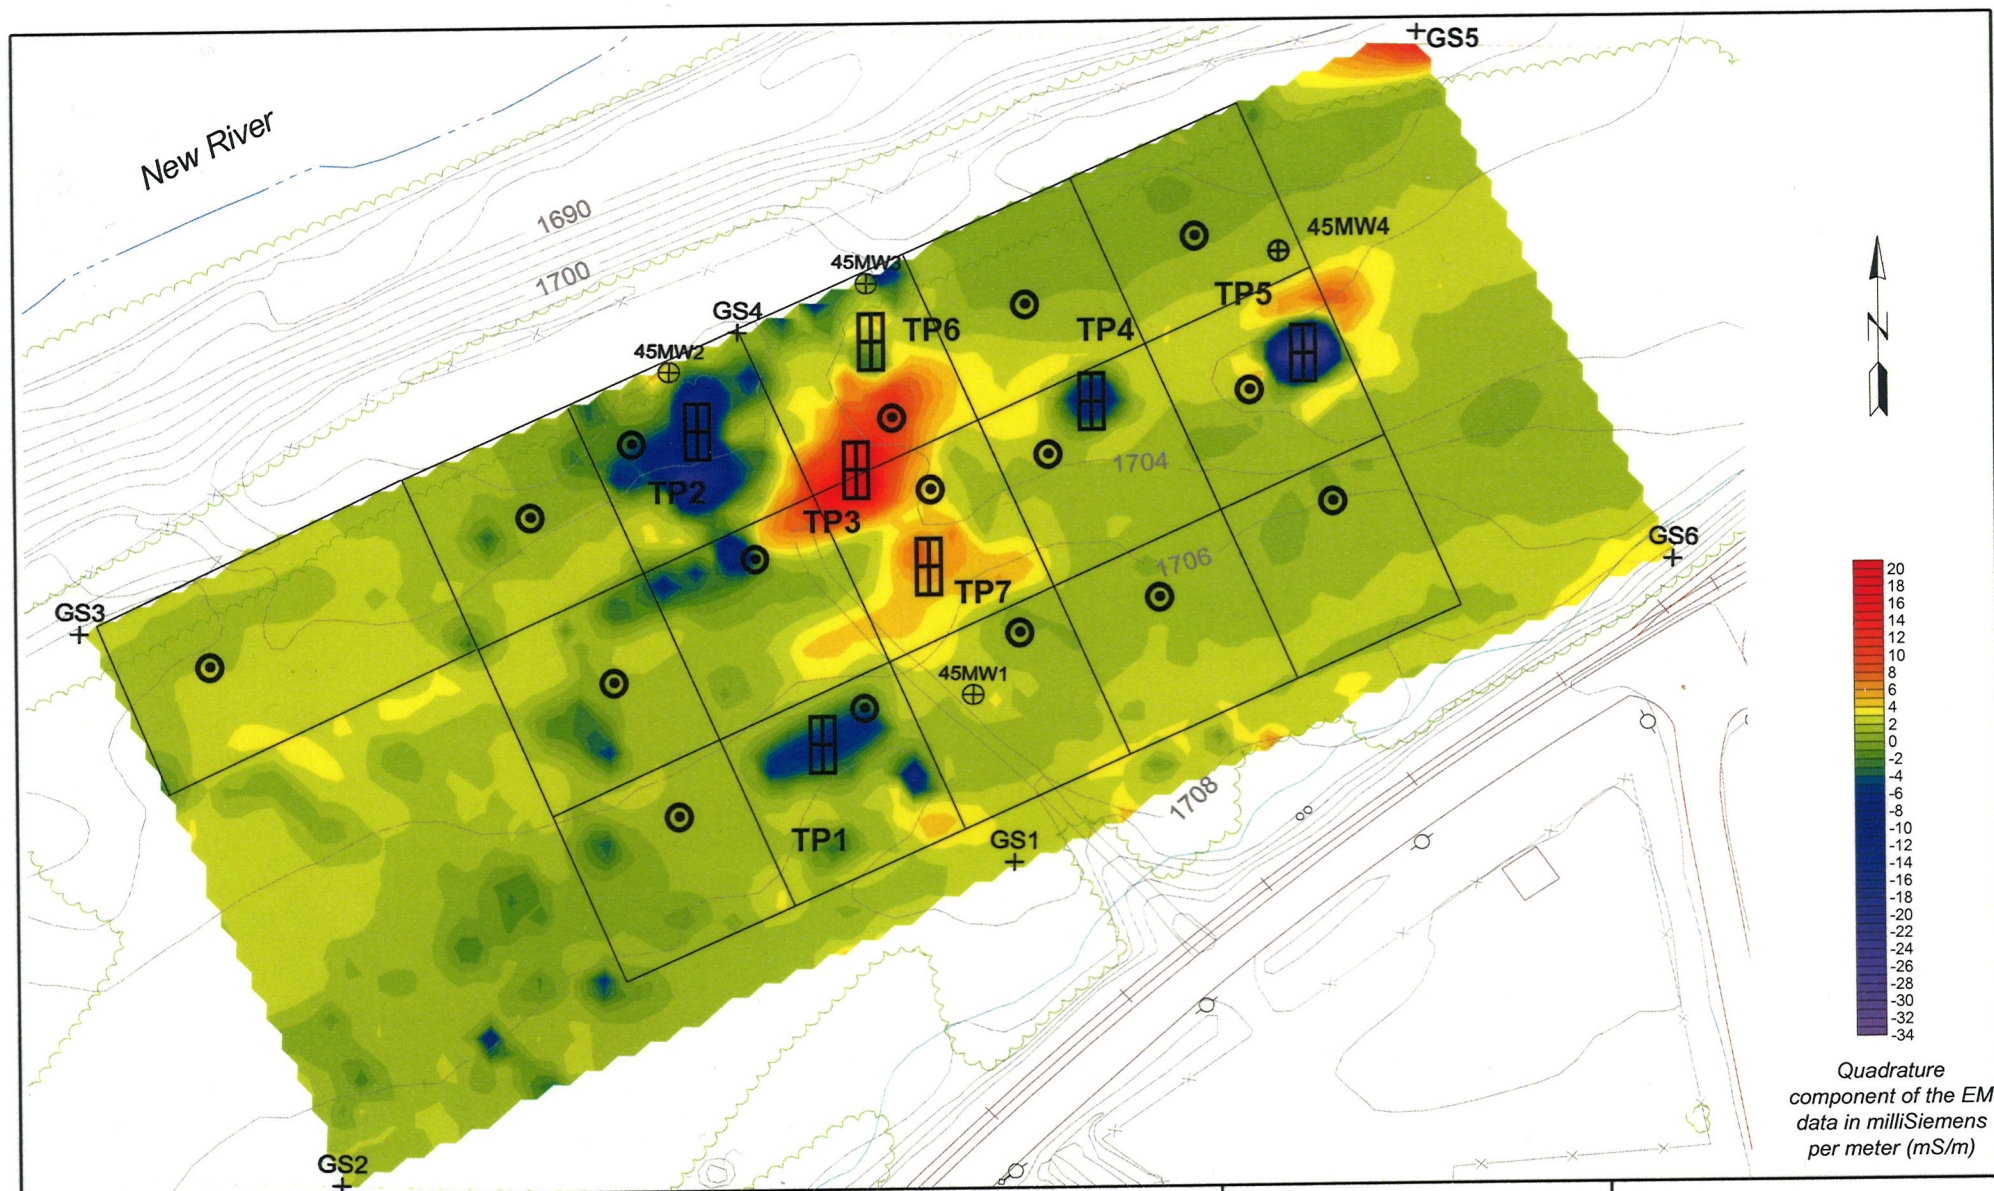 GS5
New River
1690
45MW4
45MW3
1700
TP5
GS4
TP6
TP4
45MW2
1704
TP2
TP3
GS6
1706
TP7
GS3
N
45MW1
1708
TP1
GS1
GS2
20
18
16
14
12
10
8
6
4
2
0
-2
-4
-6
-8
-10
-12
-14
-16
-18
-20
-22
-24
-26
-28
-30
-32
-34
Quadrature
component of the EM
data in milliSiemens
per meter (mS/m)